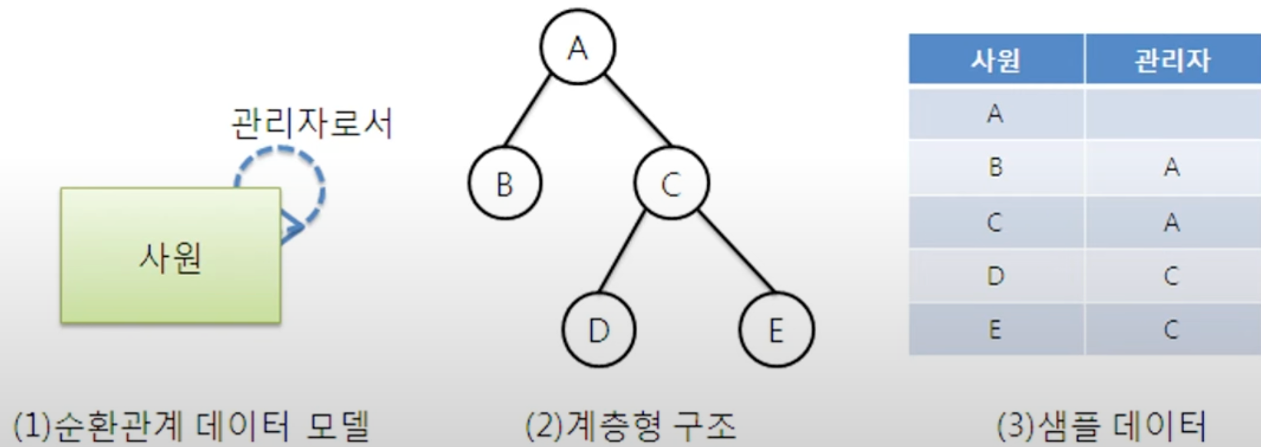 관리자로서
사원
(1)순환관계 데이터 모델
A
B
C
D
E
(2)계층형 구조
사원 관리자
A
B A
C A
D C
E C
(3)샘플 데이터